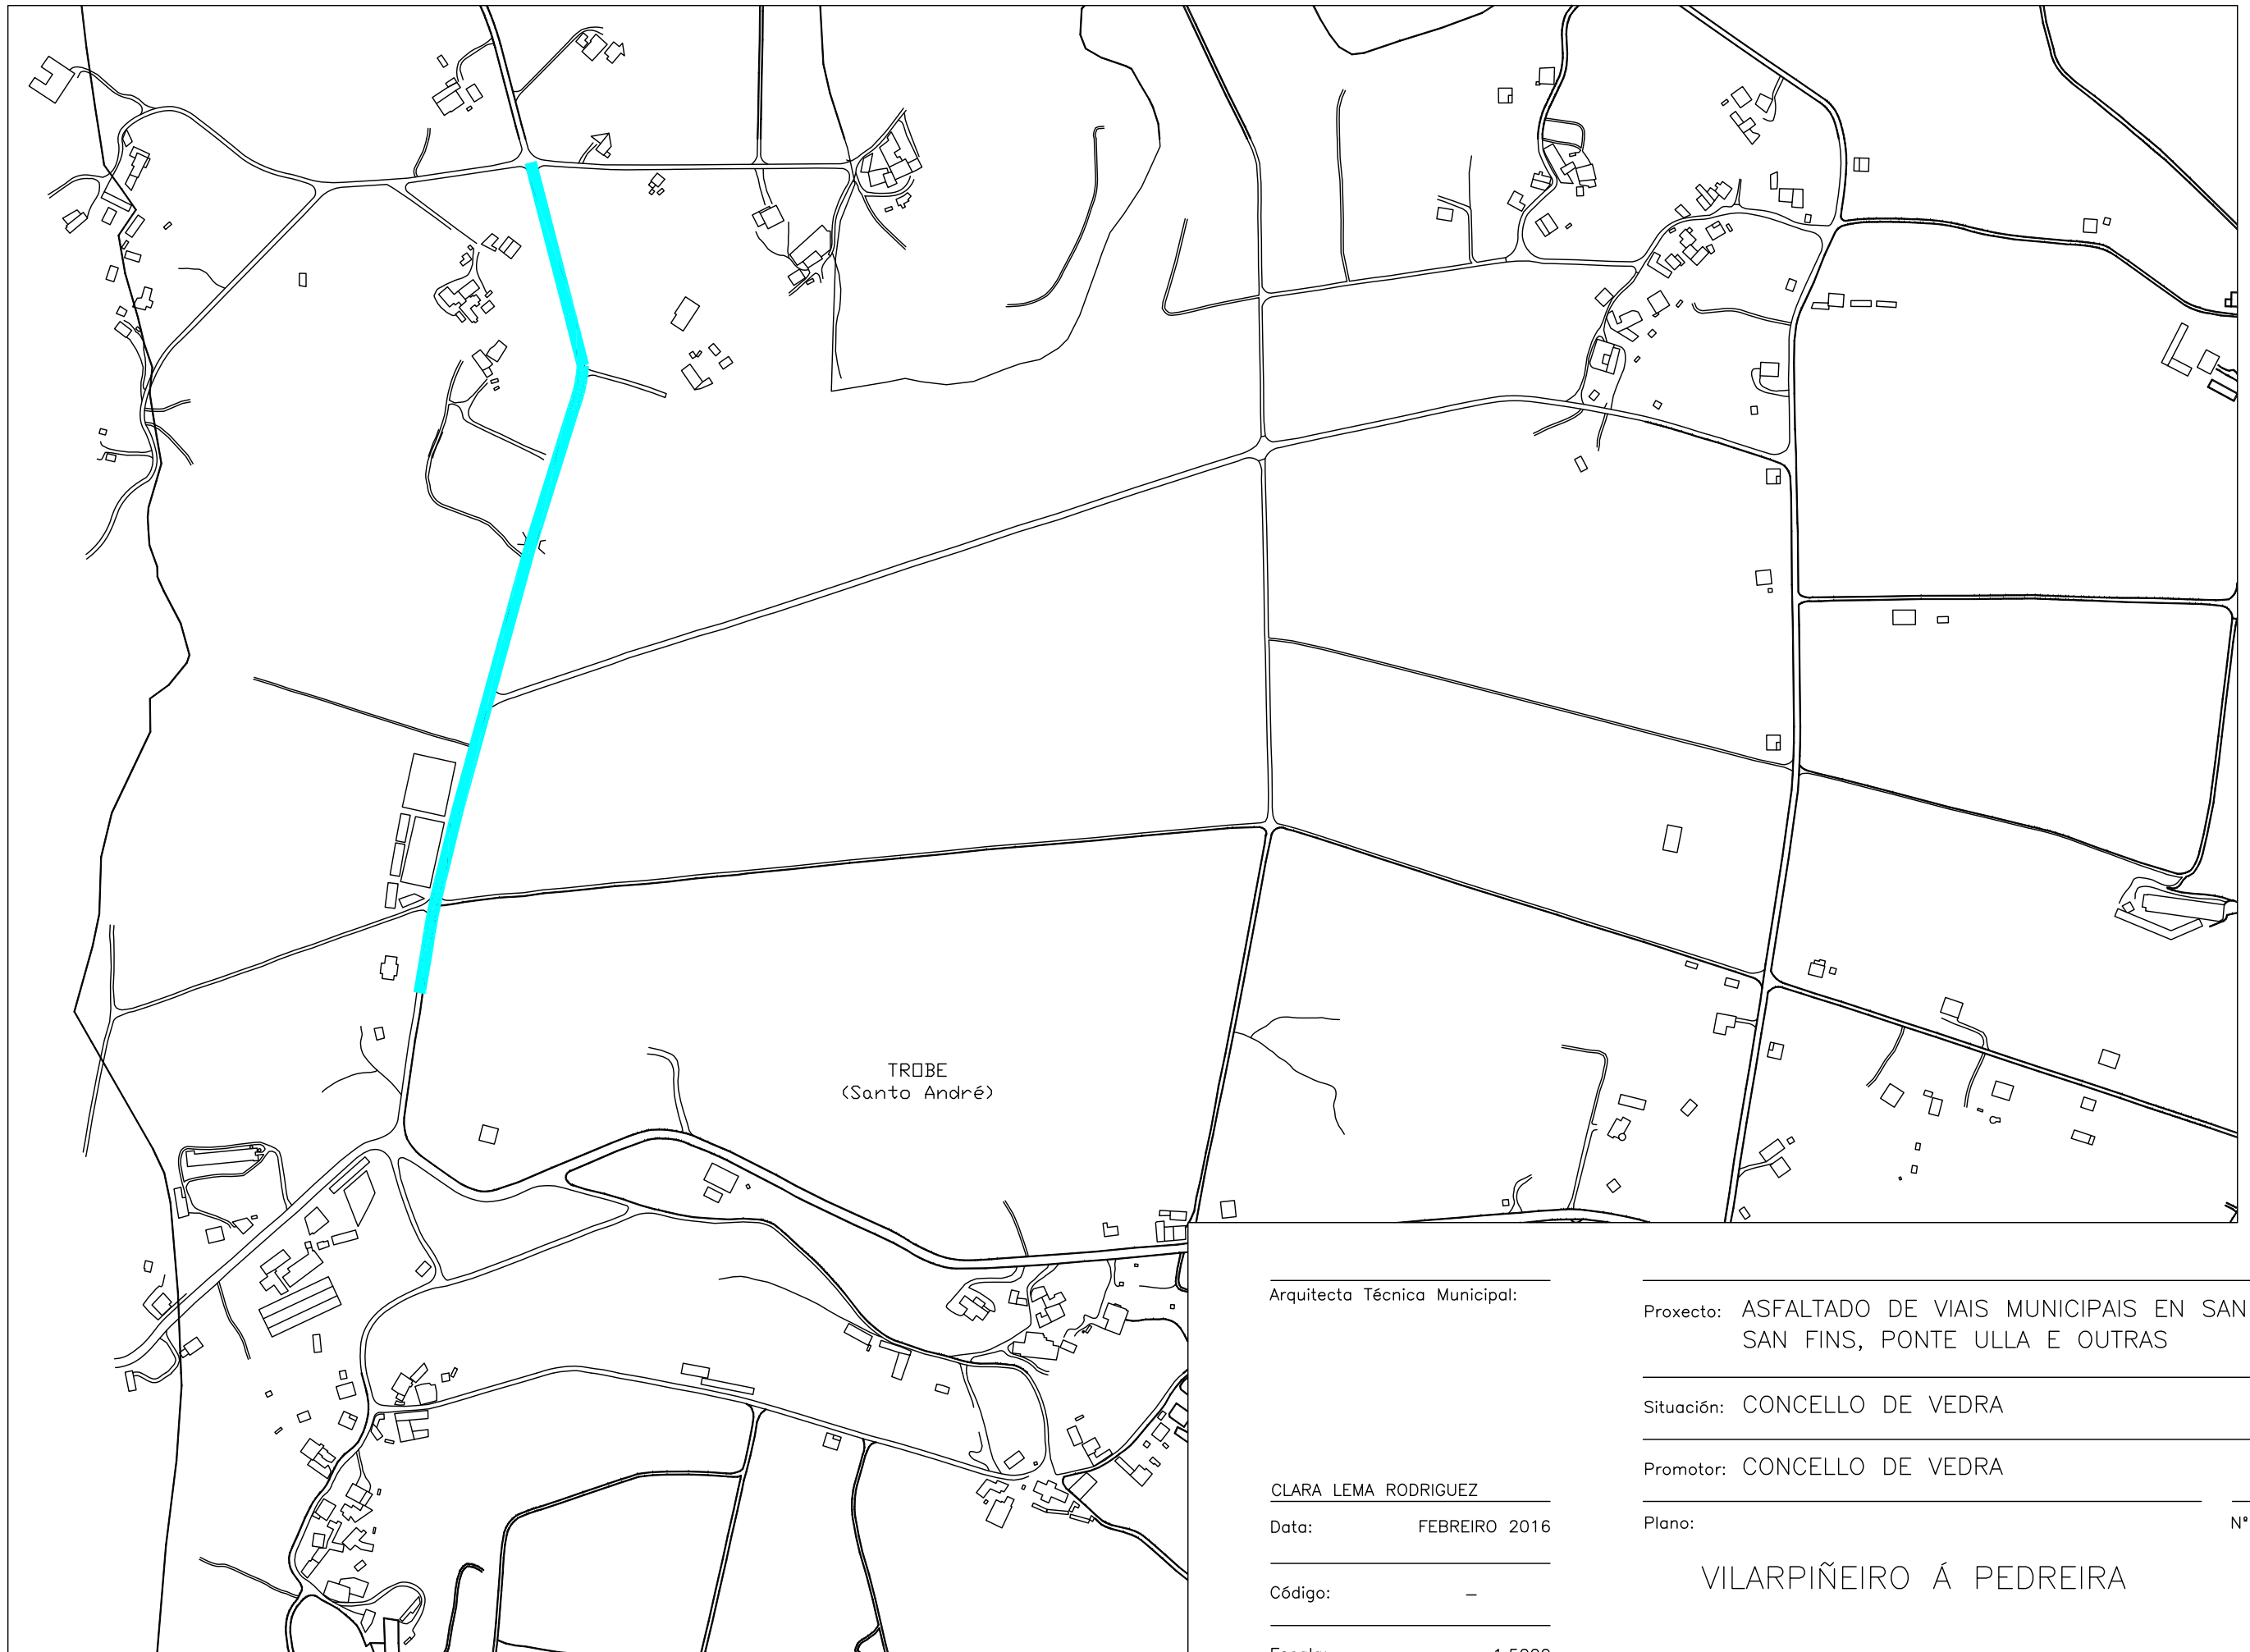 TROBE
(Santo André)
Arquitecta Técnica Municipal:
CLARA LEMA RODRIGUEZ
Data: FEBREIRO 2016
Código: –
Proxecto: ASFALTADO DE VIAIS MUNICIPAIS EN SAN
SAN FINS, PONTE ULLA E OUTRAS
Situación: CONCELLO DE VEDRA
Promotor: CONCELLO DE VEDRA
Plano:
Nº
VILARPIÑEIRO Á PEDREIRA